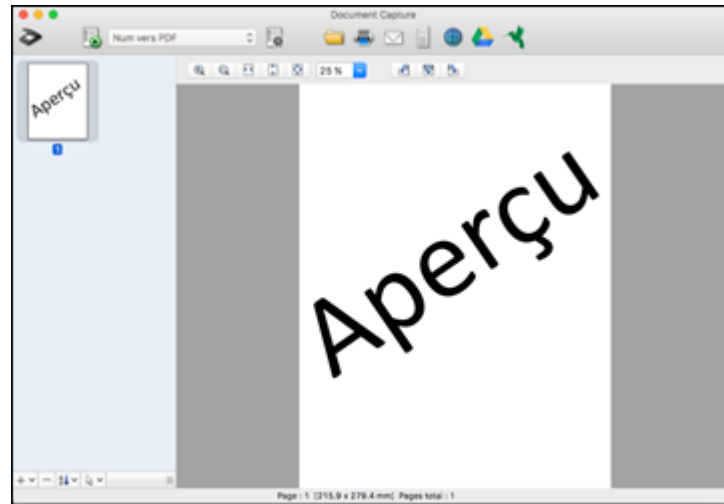 Document Capture
Num vers PDF
25 %
Aperçu
1
Aperçu
Page : 1 [215.9 x 279.4 mm] Pages total : 1